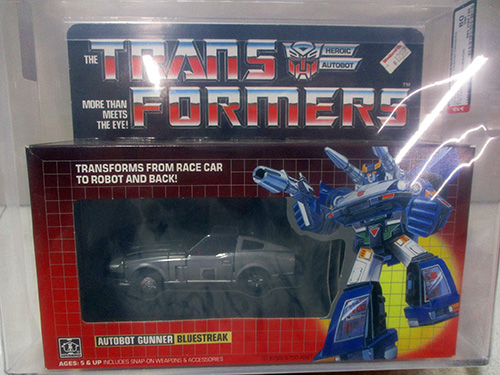 THE TRANS
FORMERS™
HEROIC
AUTOBOT
MORE THAN
MEETS
THE EYE!
TRANSFORMS FROM RACE CAR
TO ROBOT AND BACK!
AUTOBOT GUNNER BLUESTREAK
AGES: 5 & UP INCLUDES SNAP-ON WEAPONS & ACCESSORIES